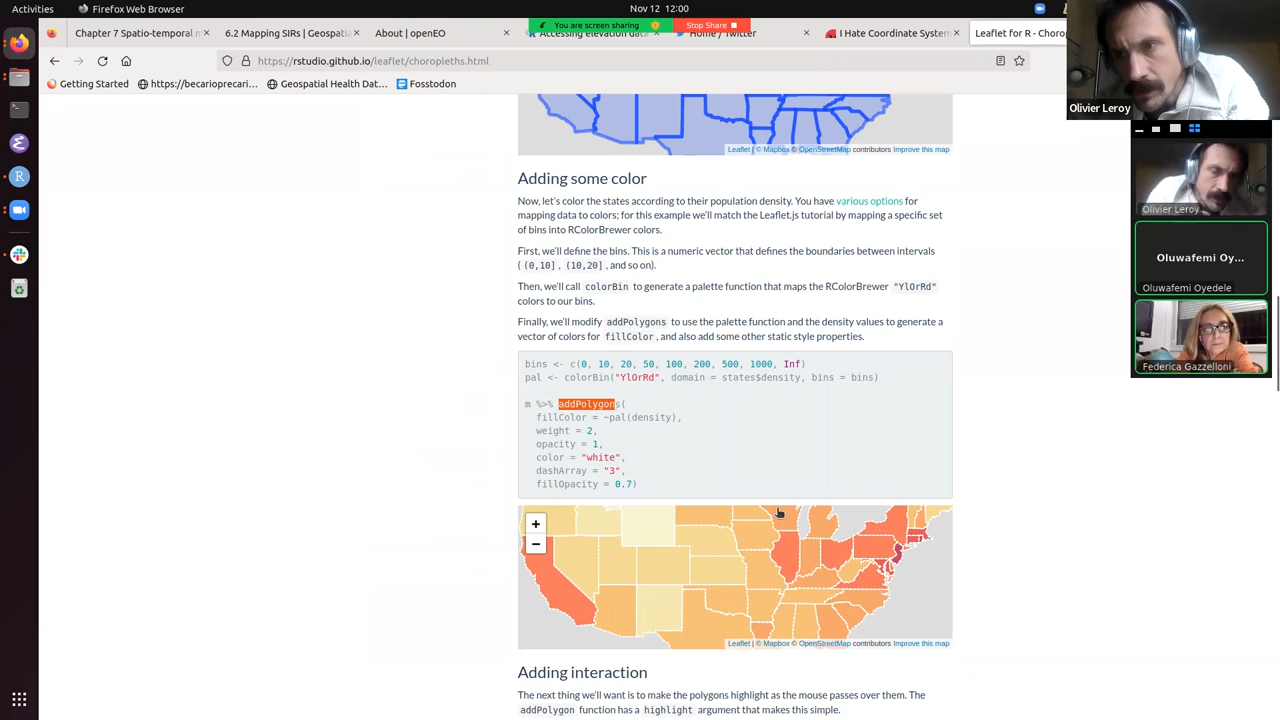 Activities
Firefox Web Browser
Nov 12 12:00
You are screen sharing
Stop Share
Chapter 7 Spatio-temporal m
6.2 Mapping SIRs | Geospatia
About | openEO
Accessing elevation data
Home / Twitter
I Hate Coordinate System
Leaflet for R - Chorop
https://rstudio.github.io/leaflet/choropleths.html
Getting Started
https://becarioprecari...
Geospatial Health Dat...
Fosstodon
Olivier Leroy
Leaflet | © Mapbox © OpenStreetMap contributors Improve this map
Adding some color
Now, let's color the states according to their population density. You have various options for
mapping data to colors; for this example we'll match the Leaflet.js tutorial by mapping a specific set
of bins into RColorBrewer colors.
First, we'll define the bins. This is a numeric vector that defines the boundaries between intervals
((0,10], (10,20], and so on).
Then, we'll call colorBin to generate a palette function that maps the RColorBrewer "YlOrRd"
colors to our bins.
Finally, we'll modify addPolygons to use the palette function and the density values to generate a
vector of colors for fillColor, and also add some other static style properties.
bins <- c(0, 10, 20, 50, 100, 200, 500, 1000, Inf)
pal <- colorBin("YlOrRd", domain = states$density, bins = bins)
m %>% addPolygons(
fillColor = ~pal(density),
weight = 2,
opacity = 1,
color = "white",
dashArray = "3",
fillOpacity = 0.7)
+
−
Leaflet | © Mapbox © OpenStreetMap contributors Improve this map
Adding interaction
The next thing we'll want is to make the polygons highlight as the mouse passes over them. The
addPolygon function has a highlight argument that makes this simple.
Olivier Leroy
Oluwafemi Oy...
Oluwafemi Oyedele
Federica Gazzelloni